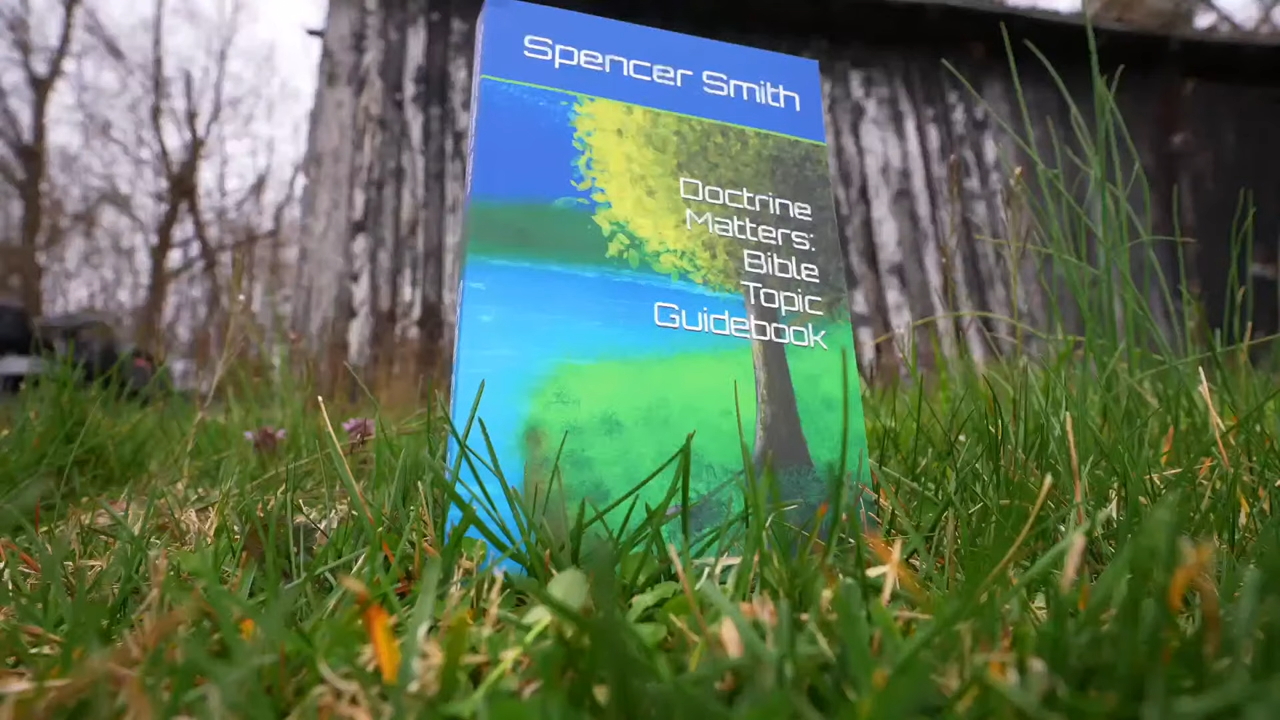 Spencer Smith
Doctrine
Matters:
Bible
Topic
Guidebook